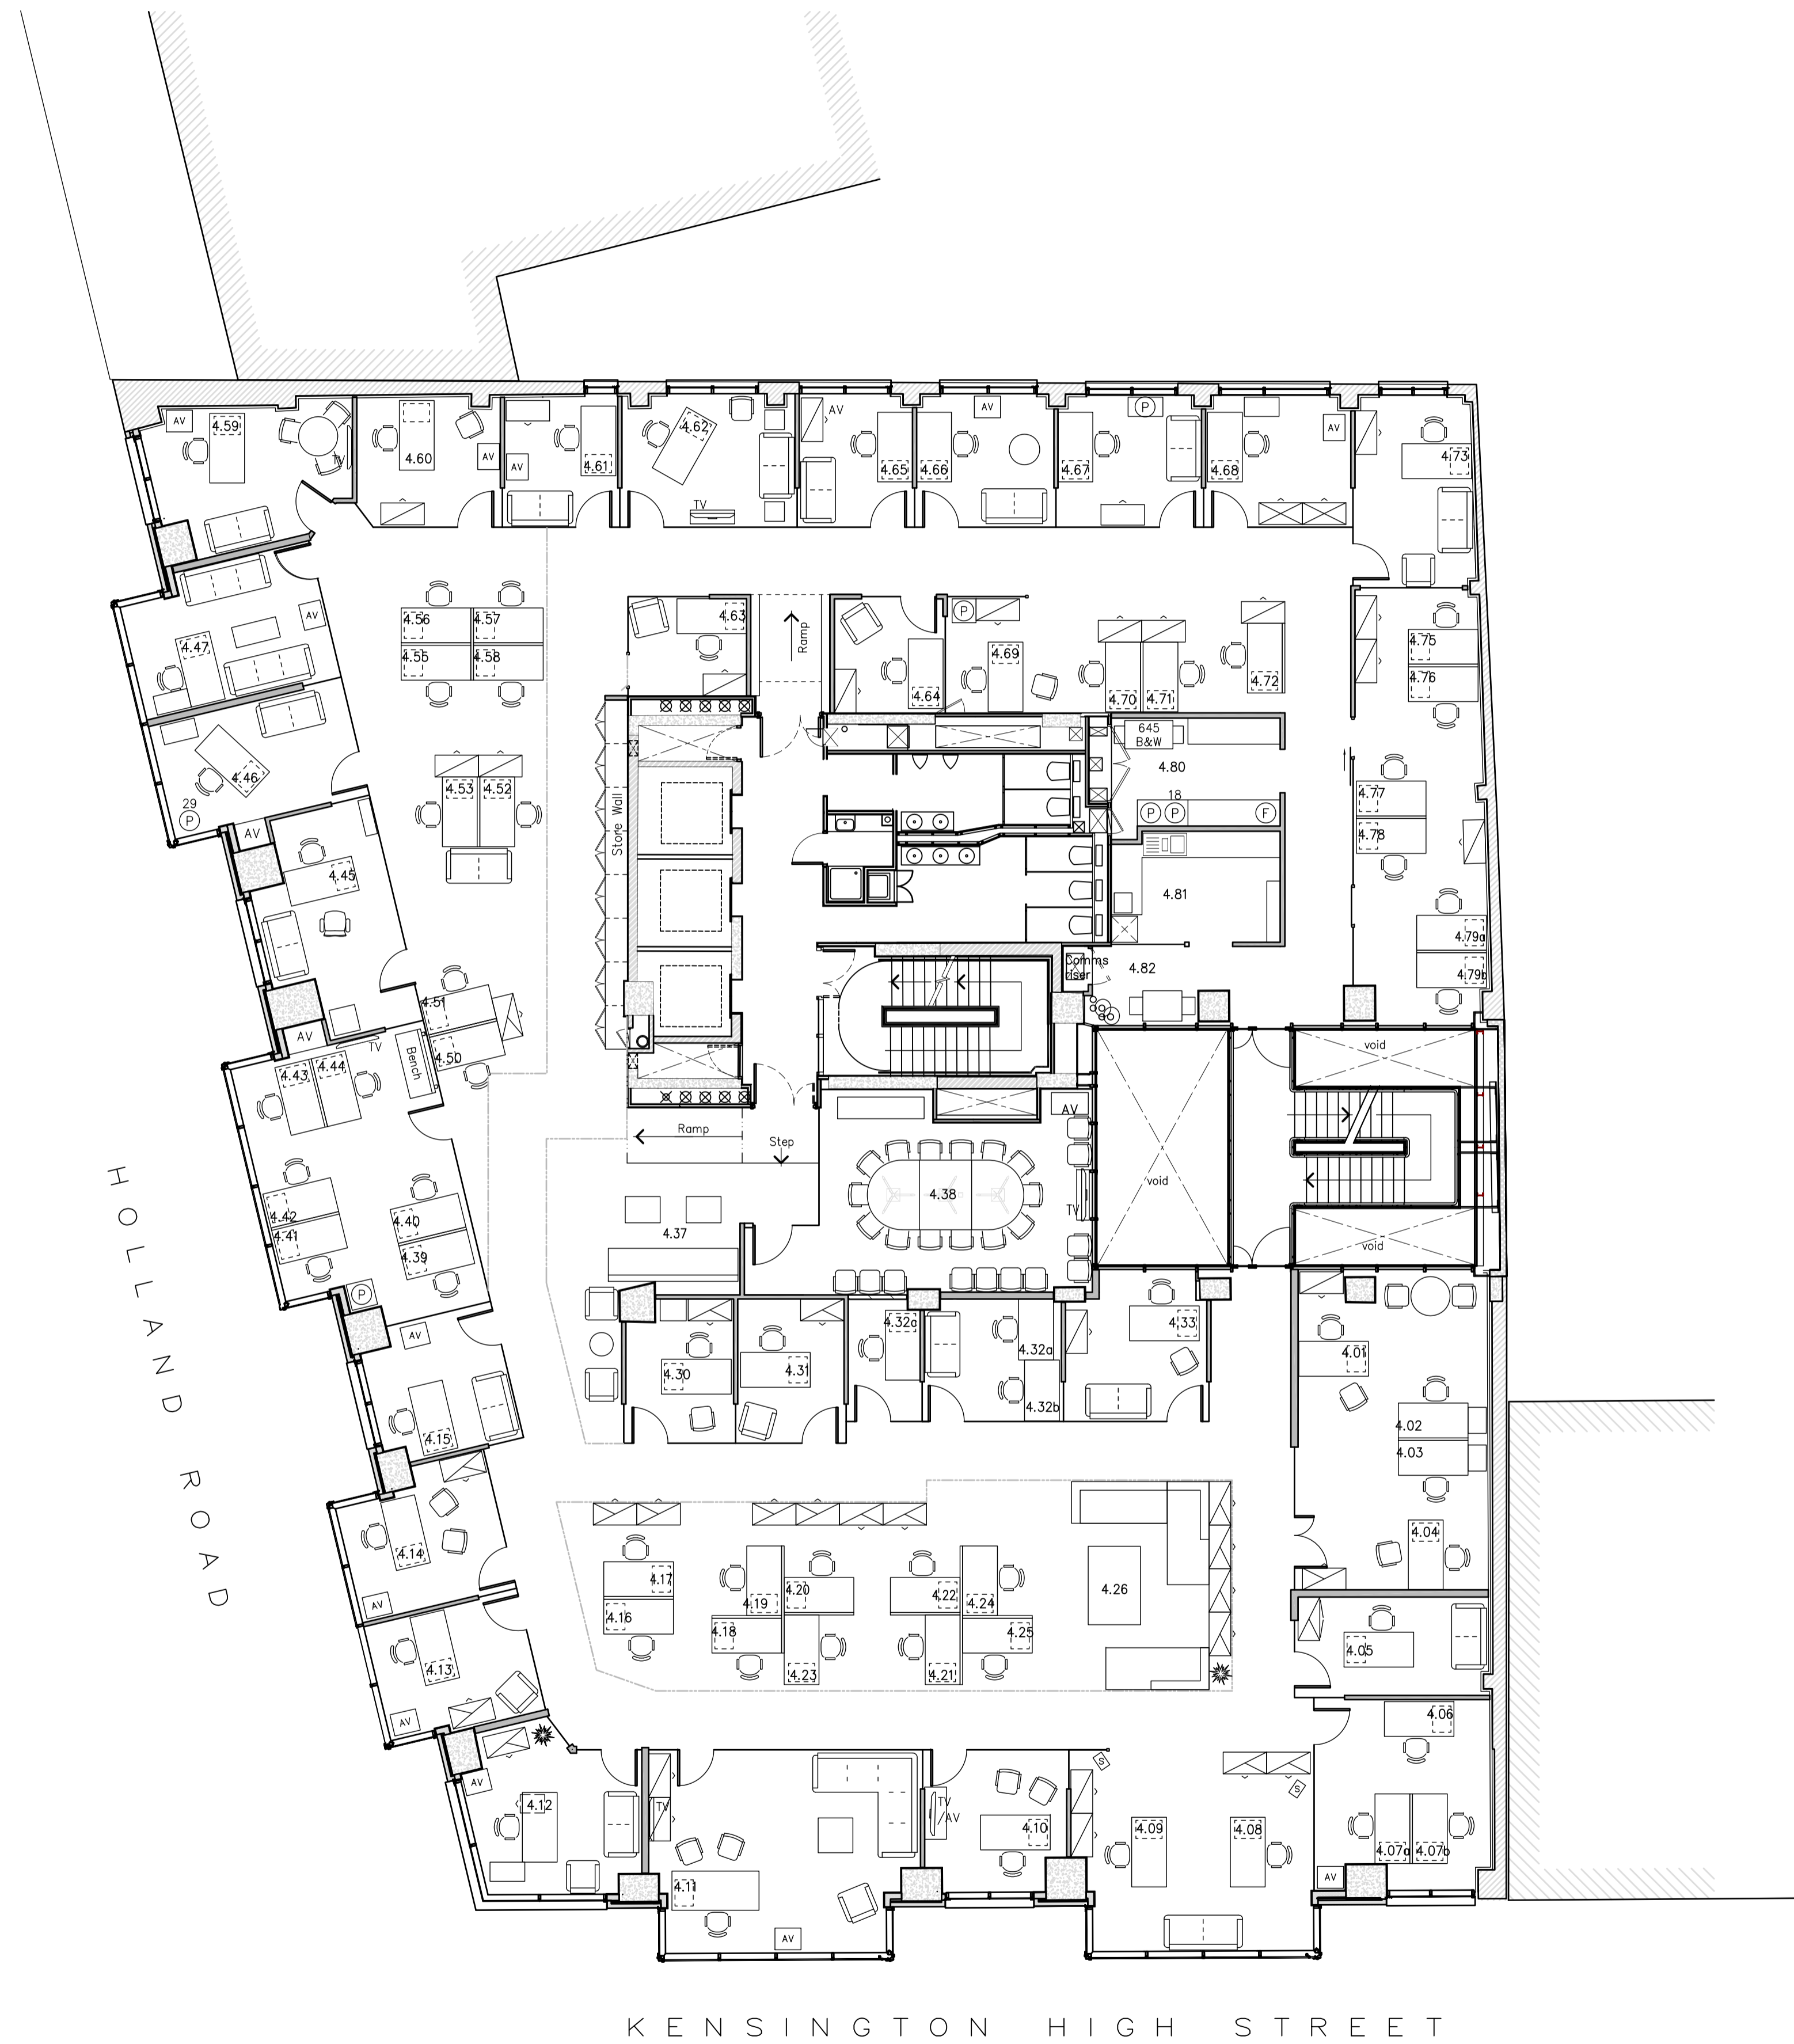 AV
4.59
TV
4.60
AV
AV
4.61
4.62
TV
AV
4.65
4.66
AV
4.67
P
4.68
AV
4.73
4.47
AV
4.56
4.57
4.55
4.58
4.63
Ramp
4.64
P
4.69
4.70
4.71
4.72
4.75
4.76
4.46
29
P
4.53
4.52
Store Wall
645
B&W
4.80
18
P
P
F
4.77
4.78
AV
4.45
4.81
4.79a
4.79b
Comms
riser
4.82
4.51
4.50
AV
TV
Bench
4.43
4.44
void
Ramp
Step
AV
4.38
TV
void
void
4.42
4.41
4.40
4.39
4.37
P
AV
4.15
4.30
4.31
4.32a
4.32a
4.32b
4.33
4.01
4.02
4.03
4.04
4.14
AV
4.17
4.16
4.19
4.20
4.18
4.23
4.22
4.24
4.25
4.21
4.26
4.05
4.13
AV
4.06
AV
4.12
TV
4.11
AV
TV
AV
4.10
S
S
4.09
4.08
4.07a
4.07b
AV
HOLLAND ROAD
KENSINGTON HIGH STREET